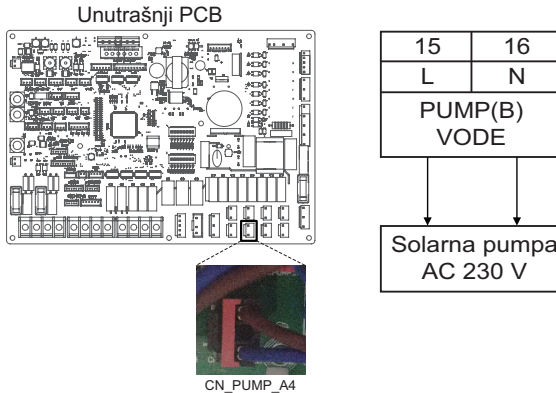 Unutrašnji PCB
15 16
L N
PUMP(B)
VODE
Solarna pumpa
AC 230 V
CN_PUMP_A4